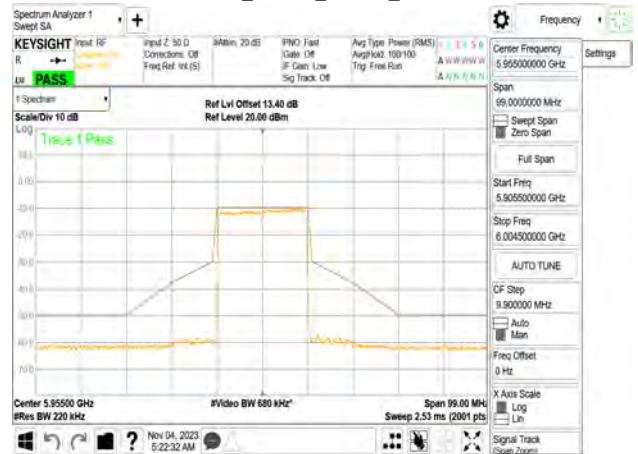 Spectrum Analyzer 1
Swept SA
Frequency
KEYSIGHT
Input: RF
Input Z: 50 Ω
Corrections: Off
Freq Ref: Int (S)
#Atten: 20 dB
PNO: Fast
Gate: Off
IF Gain: Low
Sig Track: Off
Avg Type: Power (RMS)
Avg|Hold: 100/100
Trig: Free Run
PASS
1 Spectrum
Scale/Div 10 dB
Ref Lvl Offset 13.40 dB
Ref Level 20.00 dBm
Log
Trace 1 Pass
Center 5.95500 GHz
#Res BW 220 kHz
#Video BW 680 kHz*
Span 99.00 MHz
Sweep 2.53 ms (2001 pts
Nov 04, 2023
5:22:32 AM
Center Frequency
5.955000000 GHz
Settings
Span
99.0000000 MHz
Swept Span
Zero Span
Full Span
Start Freq
5.905500000 GHz
Stop Freq
6.004500000 GHz
AUTO TUNE
CF Step
9.900000 MHz
Auto
Man
Freq Offset
0 Hz
X Axis Scale
Log
Lin
Signal Track
(Span Zoom)